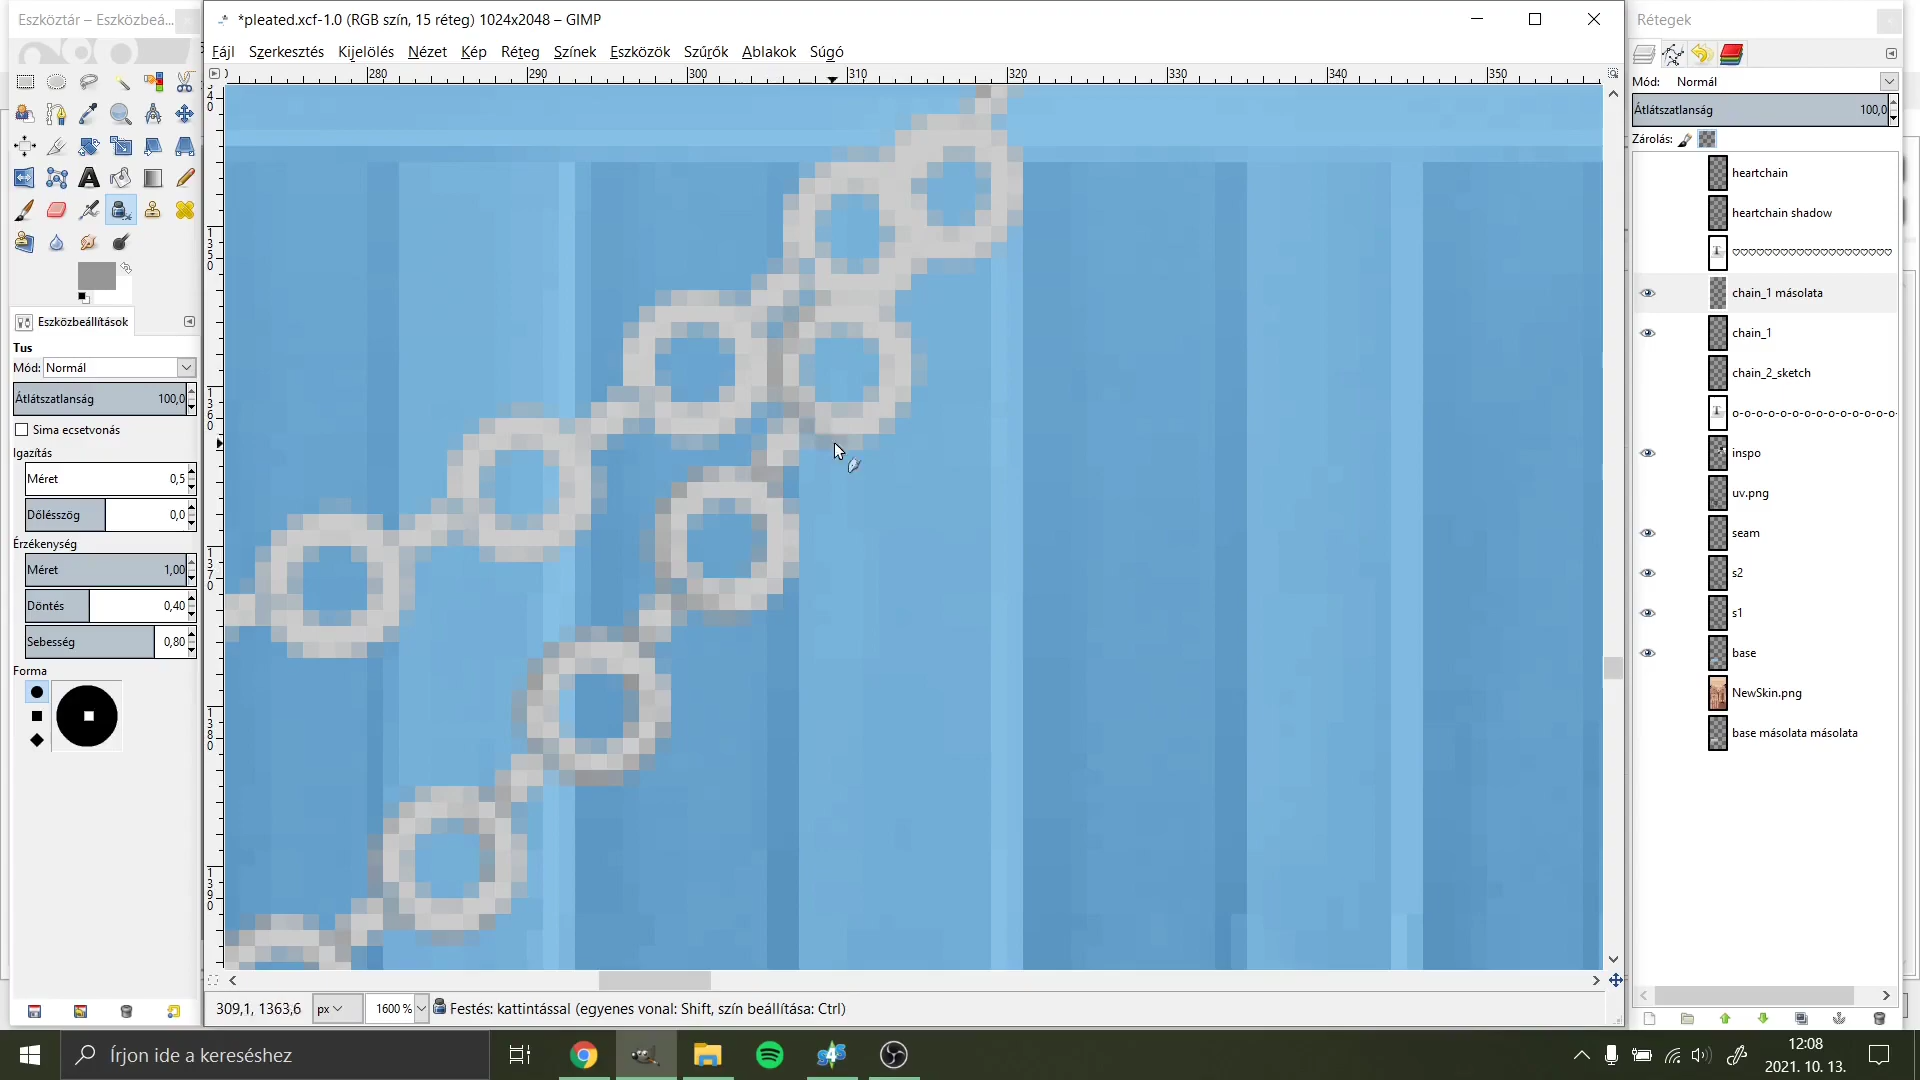 Eszköztár – Eszközbeá...
*pleated.xcf-1.0 (RGB szín, 15 réteg) 1024x2048 – GIMP
Rétegek
Fájl Szerkesztés Kijelölés Nézet Kép Réteg Színek Eszközök Szűrők Ablakok Súgó
280 290 300 310 320 330 340 350
Mód: Normál
Átlátszatlanság 100,0
Zárolás:
heartchain
heartchain shadow
♡♡♡♡♡♡♡♡♡♡♡♡♡♡♡♡♡♡♡♡
chain_1 másolata
chain_1
chain_2_sketch
o-o-o-o-o-o-o-o-o-o-o-o-o-o-
inspo
uv.png
seam
s2
s1
base
NewSkin.png
base másolata másolata
Eszközbeállítások
Tus
Mód: Normál
Átlátszatlanság 100,0
Sima ecsetvonás
Igazítás
Méret 0,5
Dőlésszög 0,0
Érzékenység
Méret 1,00
Döntés 0,40
Sebesség 0,80
Forma
1350
1360
1370
1380
1390
309,1, 1363,6 px 1600 % Festés: kattintással (egyenes vonal: Shift, szín beállítása: Ctrl)
Írjon ide a kereséshez
12:08
2021. 10. 13.